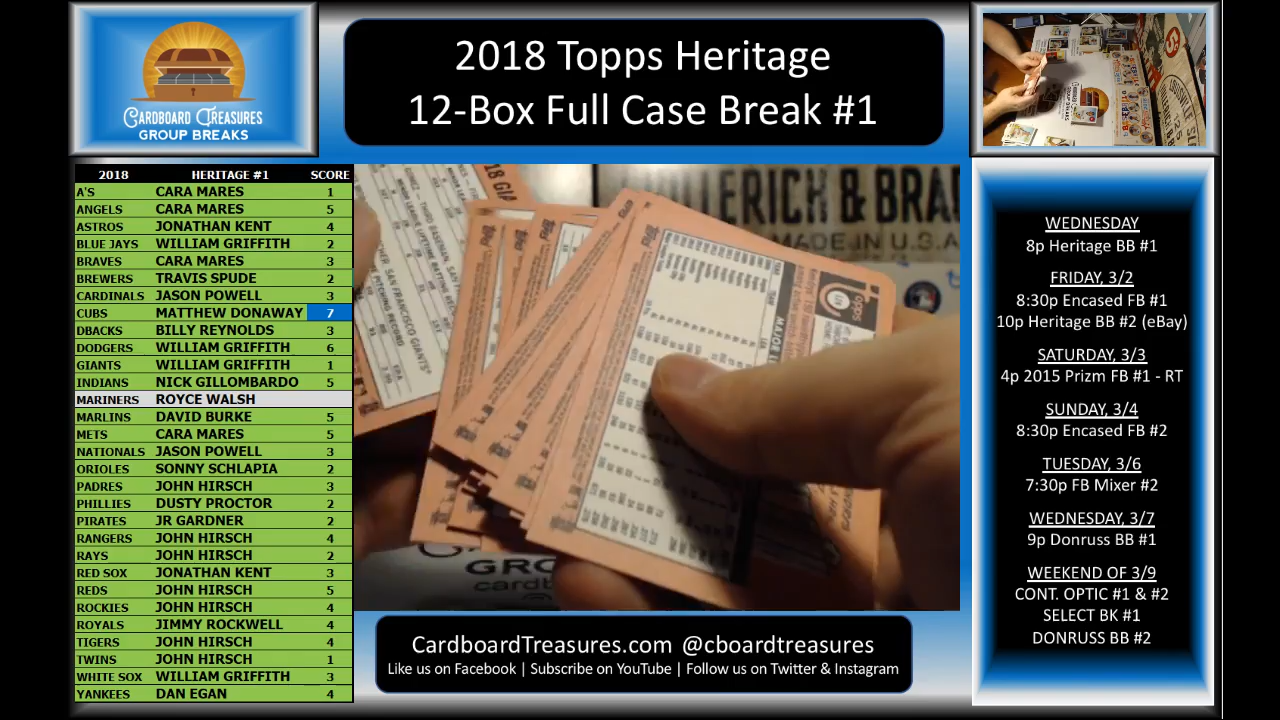 CARDBOARD TREASURES
GROUP BREAKS
2018 Topps Heritage
12-Box Full Case Break #1
2018 HERITAGE #1 SCORE
A'S CARA MARES 1
ANGELS CARA MARES 5
ASTROS JONATHAN KENT 4
BLUE JAYS WILLIAM GRIFFITH 2
BRAVES CARA MARES 3
BREWERS TRAVIS SPUDE 2
CARDINALS JASON POWELL 3
CUBS MATTHEW DONAWAY 7
DBACKS BILLY REYNOLDS 3
DODGERS WILLIAM GRIFFITH 6
GIANTS WILLIAM GRIFFITH 1
INDIANS NICK GILLOMBARDO 5
MARINERS ROYCE WALSH
MARLINS DAVID BURKE 5
METS CARA MARES 5
NATIONALS JASON POWELL 3
ORIOLES SONNY SCHLAPIA 2
PADRES JOHN HIRSCH 3
PHILLIES DUSTY PROCTOR 2
PIRATES JR GARDNER 2
RANGERS JOHN HIRSCH 4
RAYS JOHN HIRSCH 2
RED SOX JONATHAN KENT 3
REDS JOHN HIRSCH 5
ROCKIES JOHN HIRSCH 4
ROYALS JIMMY ROCKWELL 4
TIGERS JOHN HIRSCH 4
TWINS JOHN HIRSCH 1
WHITE SOX WILLIAM GRIFFITH 3
YANKEES DAN EGAN 4
ERICH & BRAD
MADE IN U.S.A
SAN FRANCISCO GIANTS
Topps
CardboardTreasures.com @cboardtreasures
Like us on Facebook | Subscribe on YouTube | Follow us on Twitter & Instagram
WEDNESDAY
8p Heritage BB #1
FRIDAY, 3/2
8:30p Encased FB #1
10p Heritage BB #2 (eBay)
SATURDAY, 3/3
4p 2015 Prizm FB #1 - RT
SUNDAY, 3/4
8:30p Encased FB #2
TUESDAY, 3/6
7:30p FB Mixer #2
WEDNESDAY, 3/7
9p Donruss BB #1
WEEKEND OF 3/9
CONT. OPTIC #1 & #2
SELECT BK #1
DONRUSS BB #2